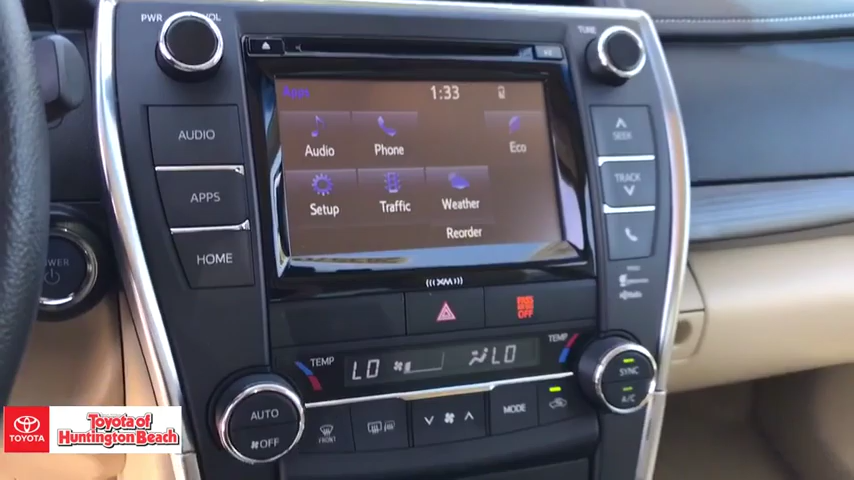 PWR
VOL
TUNE
Apps
1:33
AUDIO
APPS
HOME
Audio
Phone
Eco
Setup
Traffic
Weather
Reorder
SEEK
TRACK
POWER
((XM))
PASS
AIR BAG
OFF
TEMP
LO
LO
TEMP
SYNC
A/C
AUTO
OFF
FRONT
MODE
TOYOTA
Toyota of
Huntington Beach